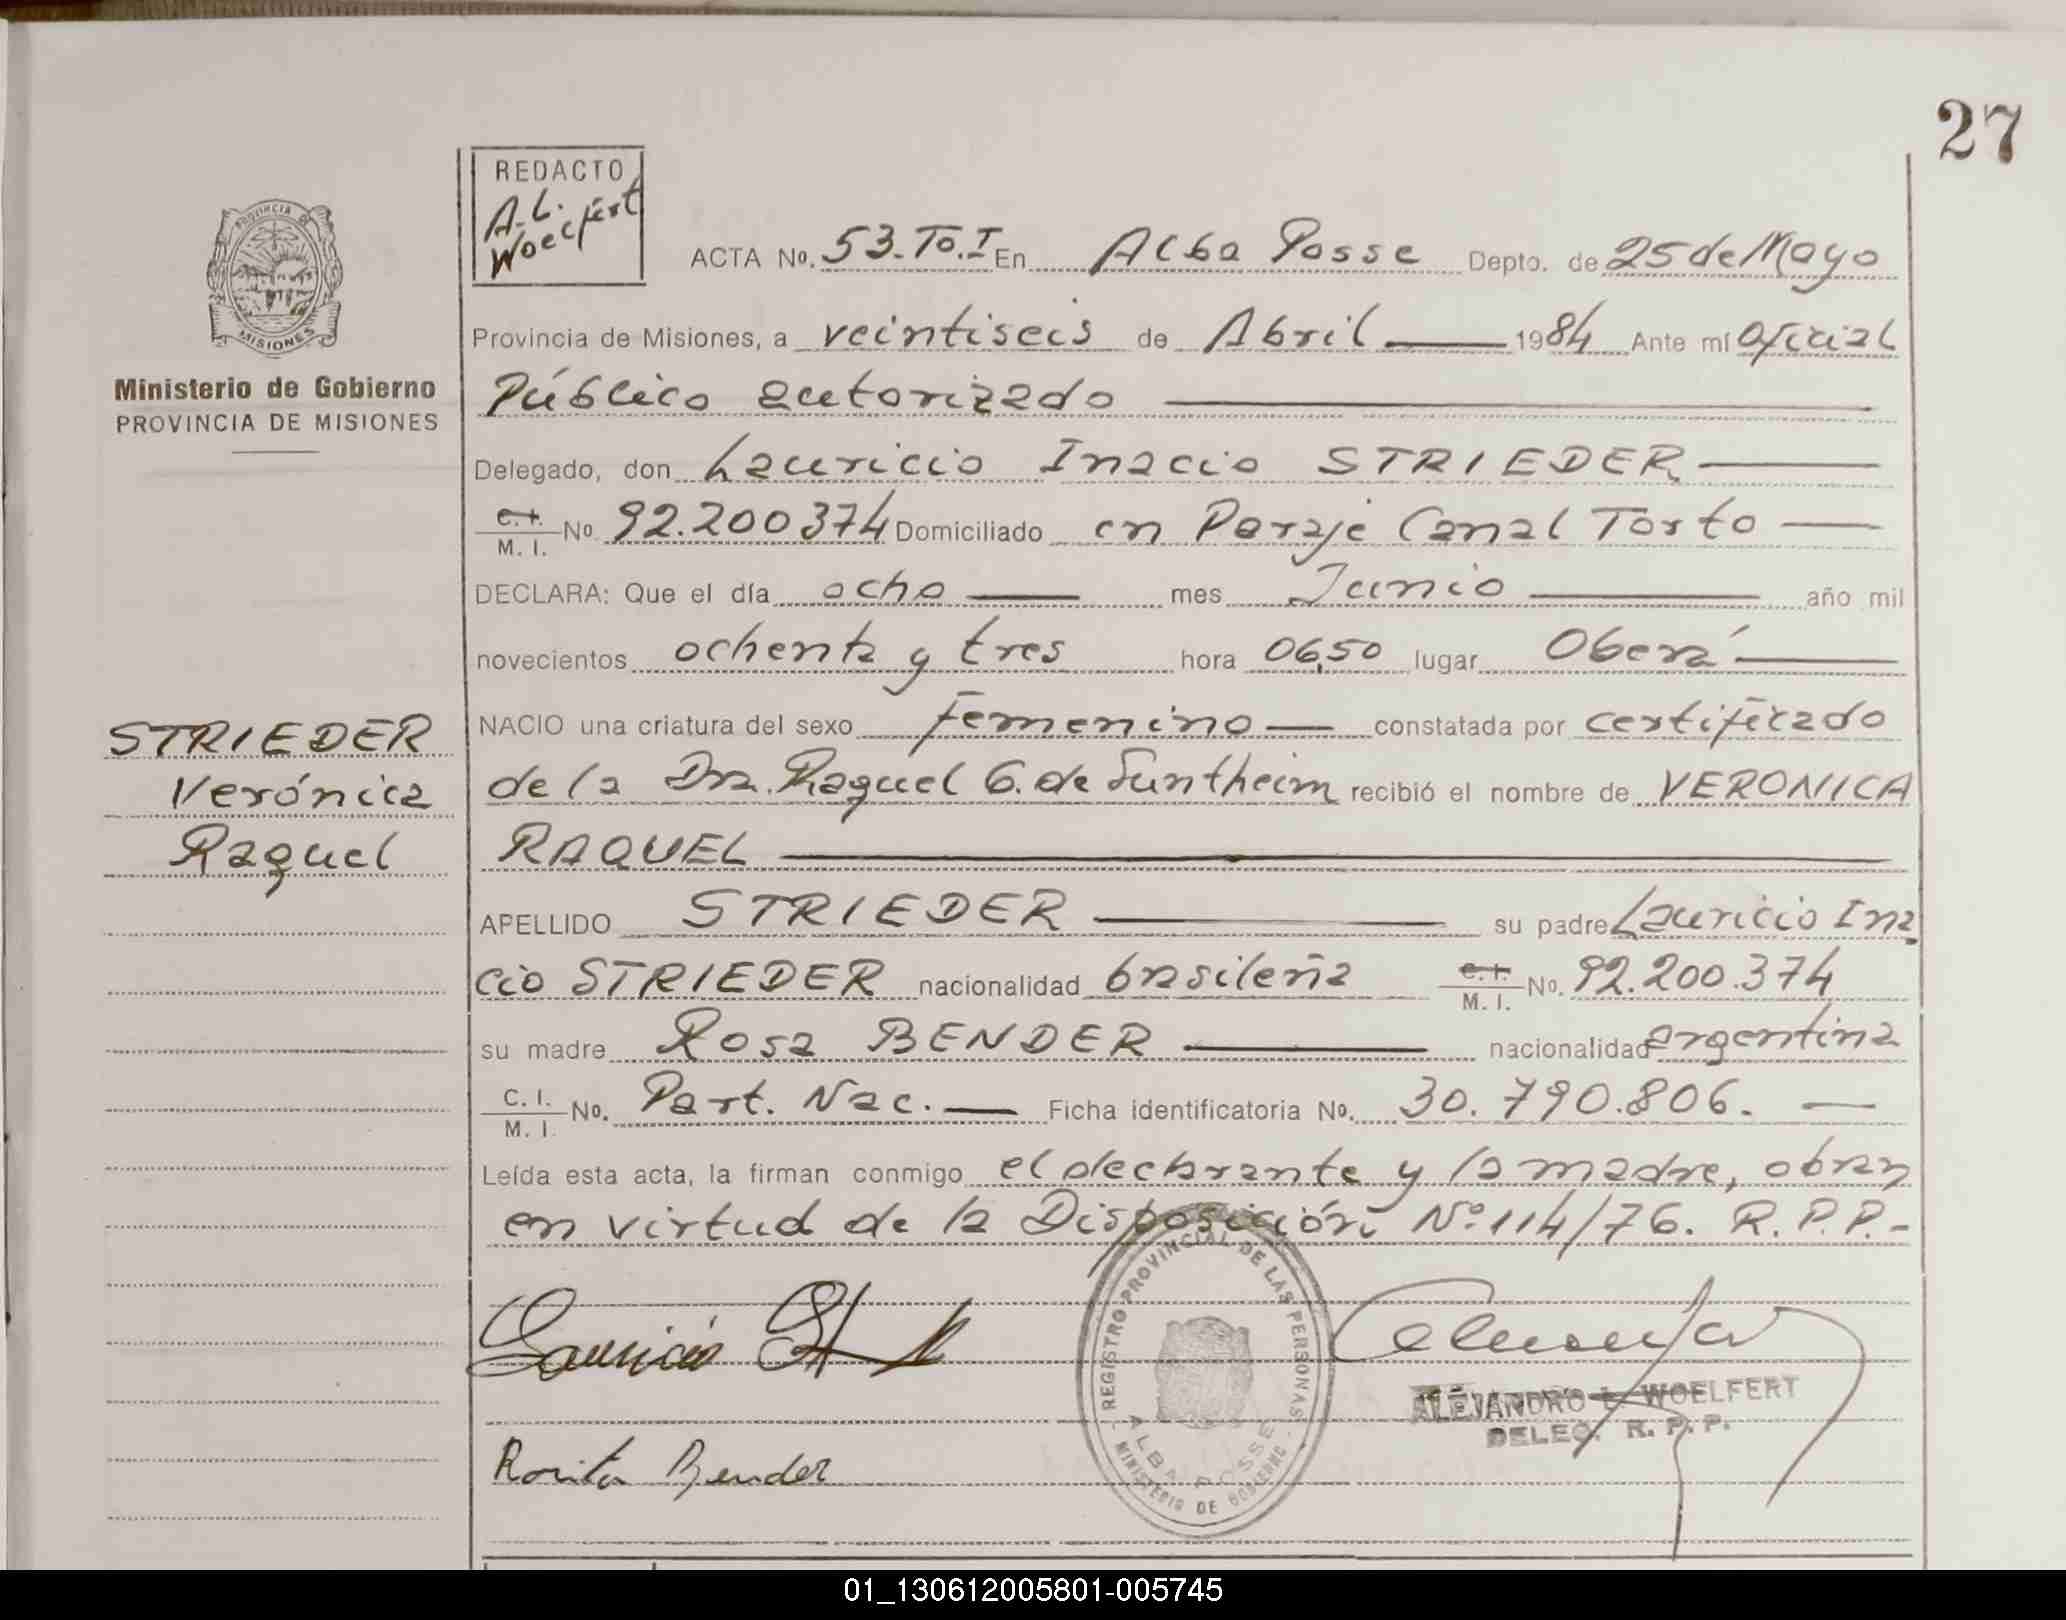 27
REDACTO
A.L.
Woelfert
PROVINCIA DE
MISIONES
Ministerio de Gobierno
PROVINCIA DE MISIONES
ACTA No. 53.To.I En Alba Posse Depto. de 25 de Mayo
Provincia de Misiones, a veintiseis de Abril 1984 Ante mí Oficial
Público autorizado
Delegado, don Lauricio Inacio STRIEDER
C.I. M. I. No. 92.200374 Domiciliado en Paraje Canal Torto
DECLARA: Que el día ocho mes Junio año mil
novecientos ochenta y tres hora 06,50 lugar Oberá
NACIO una criatura del sexo femenino constatada por certificado
de la Dra. Raquel G. de Suntheim recibió el nombre de VERONICA
RAQUEL
STRIEDER
Verónica
Raquel
APELLIDO STRIEDER su padre Lauricio Ina
cio STRIEDER nacionalidad brasileña C.I. M. I. No. 92.200.374
su madre Rosa BENDER nacionalidad argentina
C. I. M. I. No. Part. Nac. Ficha identificatoria No. 30.790.806.
Leída esta acta, la firman conmigo el declarante y la madre, obran
en virtud de la Disposición Nº 114/76. R.P.P.-
Lauricio
REGISTRO PROVINCIAL DE LAS PERSONAS
ALBA POSSE
MINISTERIO DE GOBIERNO
ALEJANDRO L. WOELFERT
DELEG. R. P. P.
Rosita Bender
01_130612005801-005745